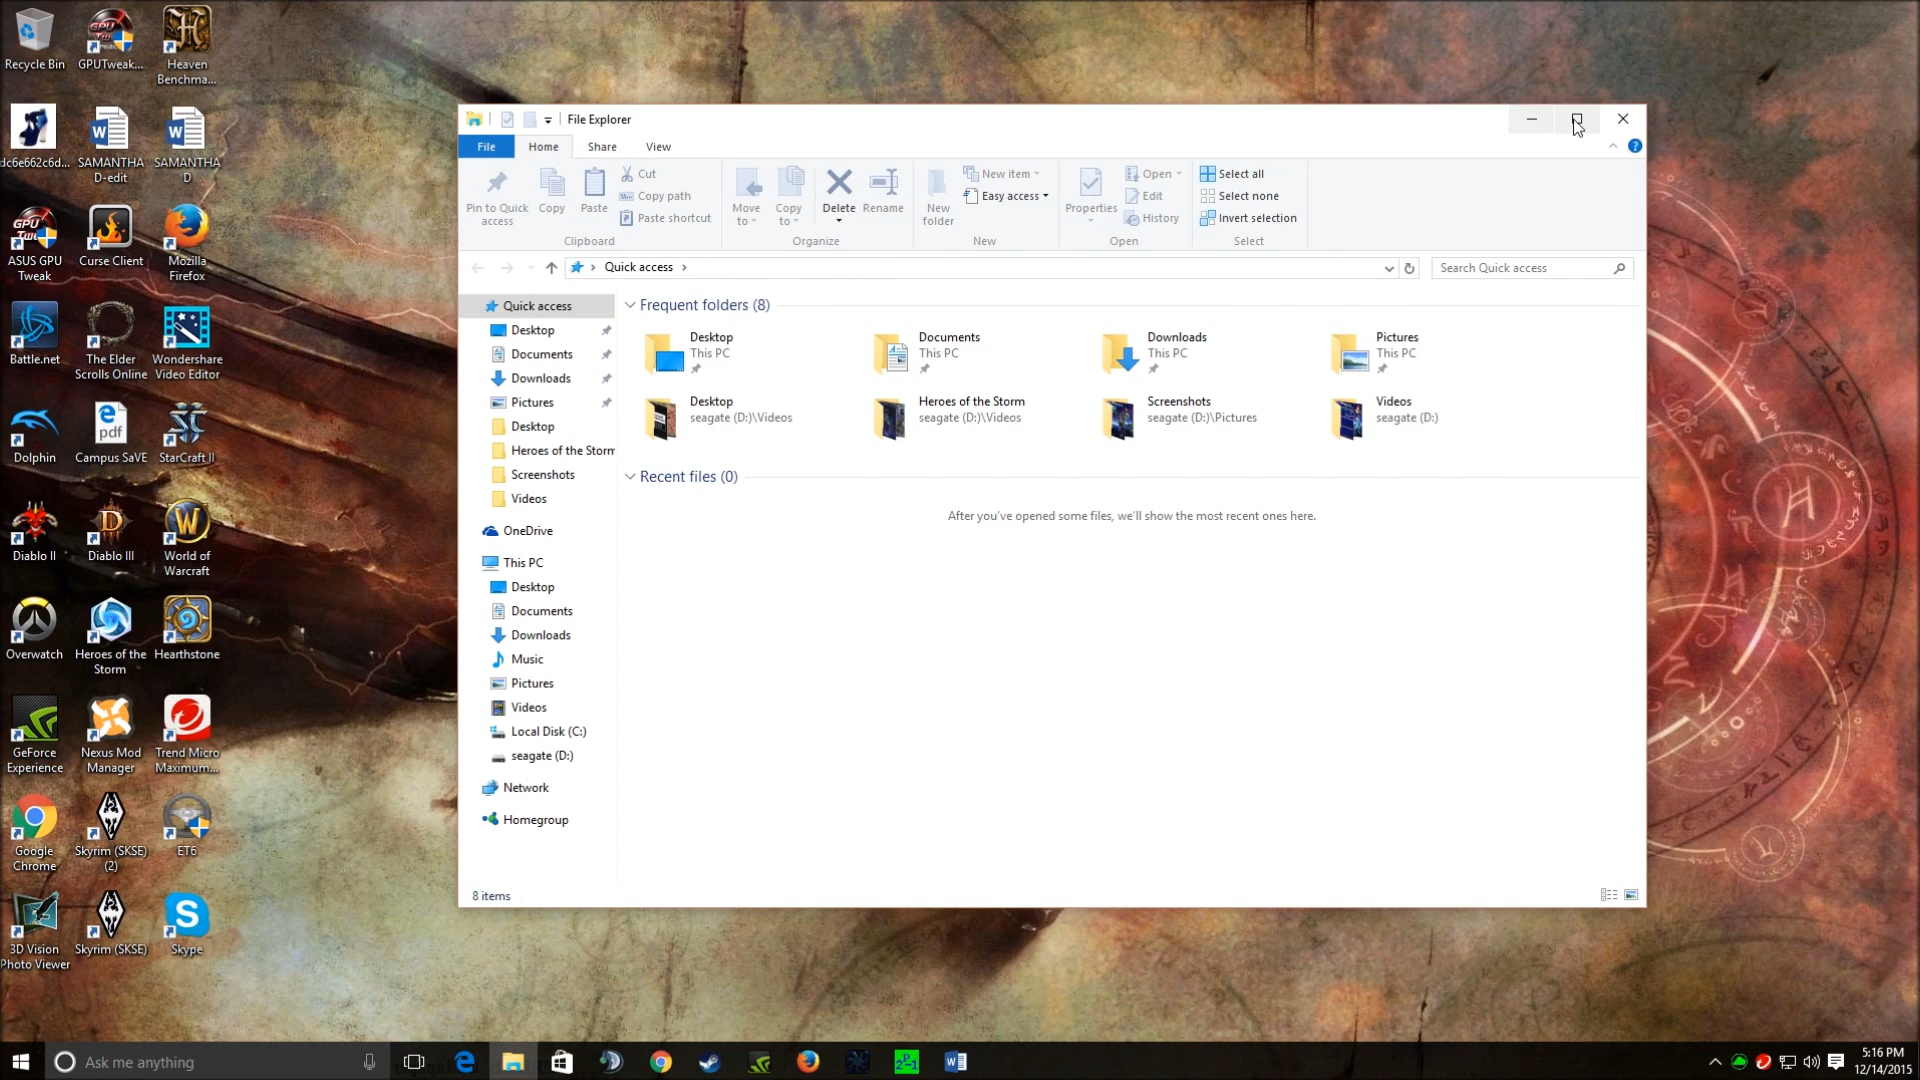 Recycle Bin
GPUTweak...
Heaven
Benchma...
dc6e662c6d...
SAMANTHA
D-edit
SAMANTHA
D
ASUS GPU
Tweak
Curse Client
Mozilla
Firefox
Battle.net
The Elder
Scrolls Online
Wondershare
Video Editor
Dolphin
Campus SaVE
StarCraft II
Diablo II
Diablo III
World of
Warcraft
Overwatch
Heroes of the
Storm
Hearthstone
GeForce
Experience
Nexus Mod
Manager
Trend Micro
Maximum...
Google
Chrome
Skyrim (SKSE)
(2)
ET6
3D Vision
Photo Viewer
Skyrim (SKSE)
Skype
File Explorer
File Home Share View
Pin to Quick
access
Copy
Paste
Cut
Copy path
Paste shortcut
Clipboard
Move
to
Copy
to
Delete
Rename
Organize
New
folder
New item
Easy access
New
Properties
Open
Edit
History
Open
Select all
Select none
Invert selection
Select
Quick access
Search Quick access
Quick access
Desktop
Documents
Downloads
Pictures
Desktop
Heroes of the Storm
Screenshots
Videos
OneDrive
This PC
Desktop
Documents
Downloads
Music
Pictures
Videos
Local Disk (C:)
seagate (D:)
Network
Homegroup
Frequent folders (8)
Desktop
This PC
Documents
This PC
Downloads
This PC
Pictures
This PC
Desktop
seagate (D:)\Videos
Heroes of the Storm
seagate (D:)\Videos
Screenshots
seagate (D:)\Pictures
Videos
seagate (D:)
Recent files (0)
After you've opened some files, we'll show the most recent ones here.
8 items
Ask me anything
5:16 PM
12/14/2015